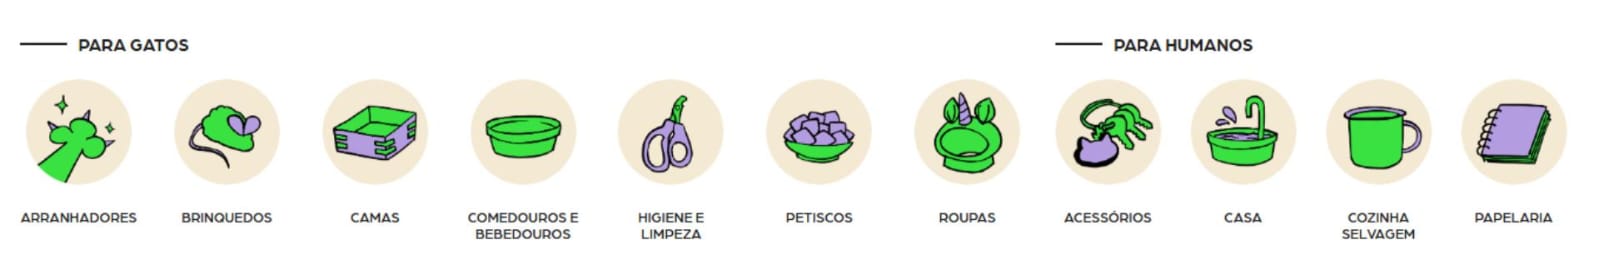 PARA GATOS
PARA HUMANOS
ARRANHADORES
BRINQUEDOS
CAMAS
COMEDOUROS E
BEBEDOUROS
HIGIENE E
LIMPEZA
PETISCOS
ROUPAS
ACESSÓRIOS
CASA
COZINHA
SELVAGEM
PAPELARIA